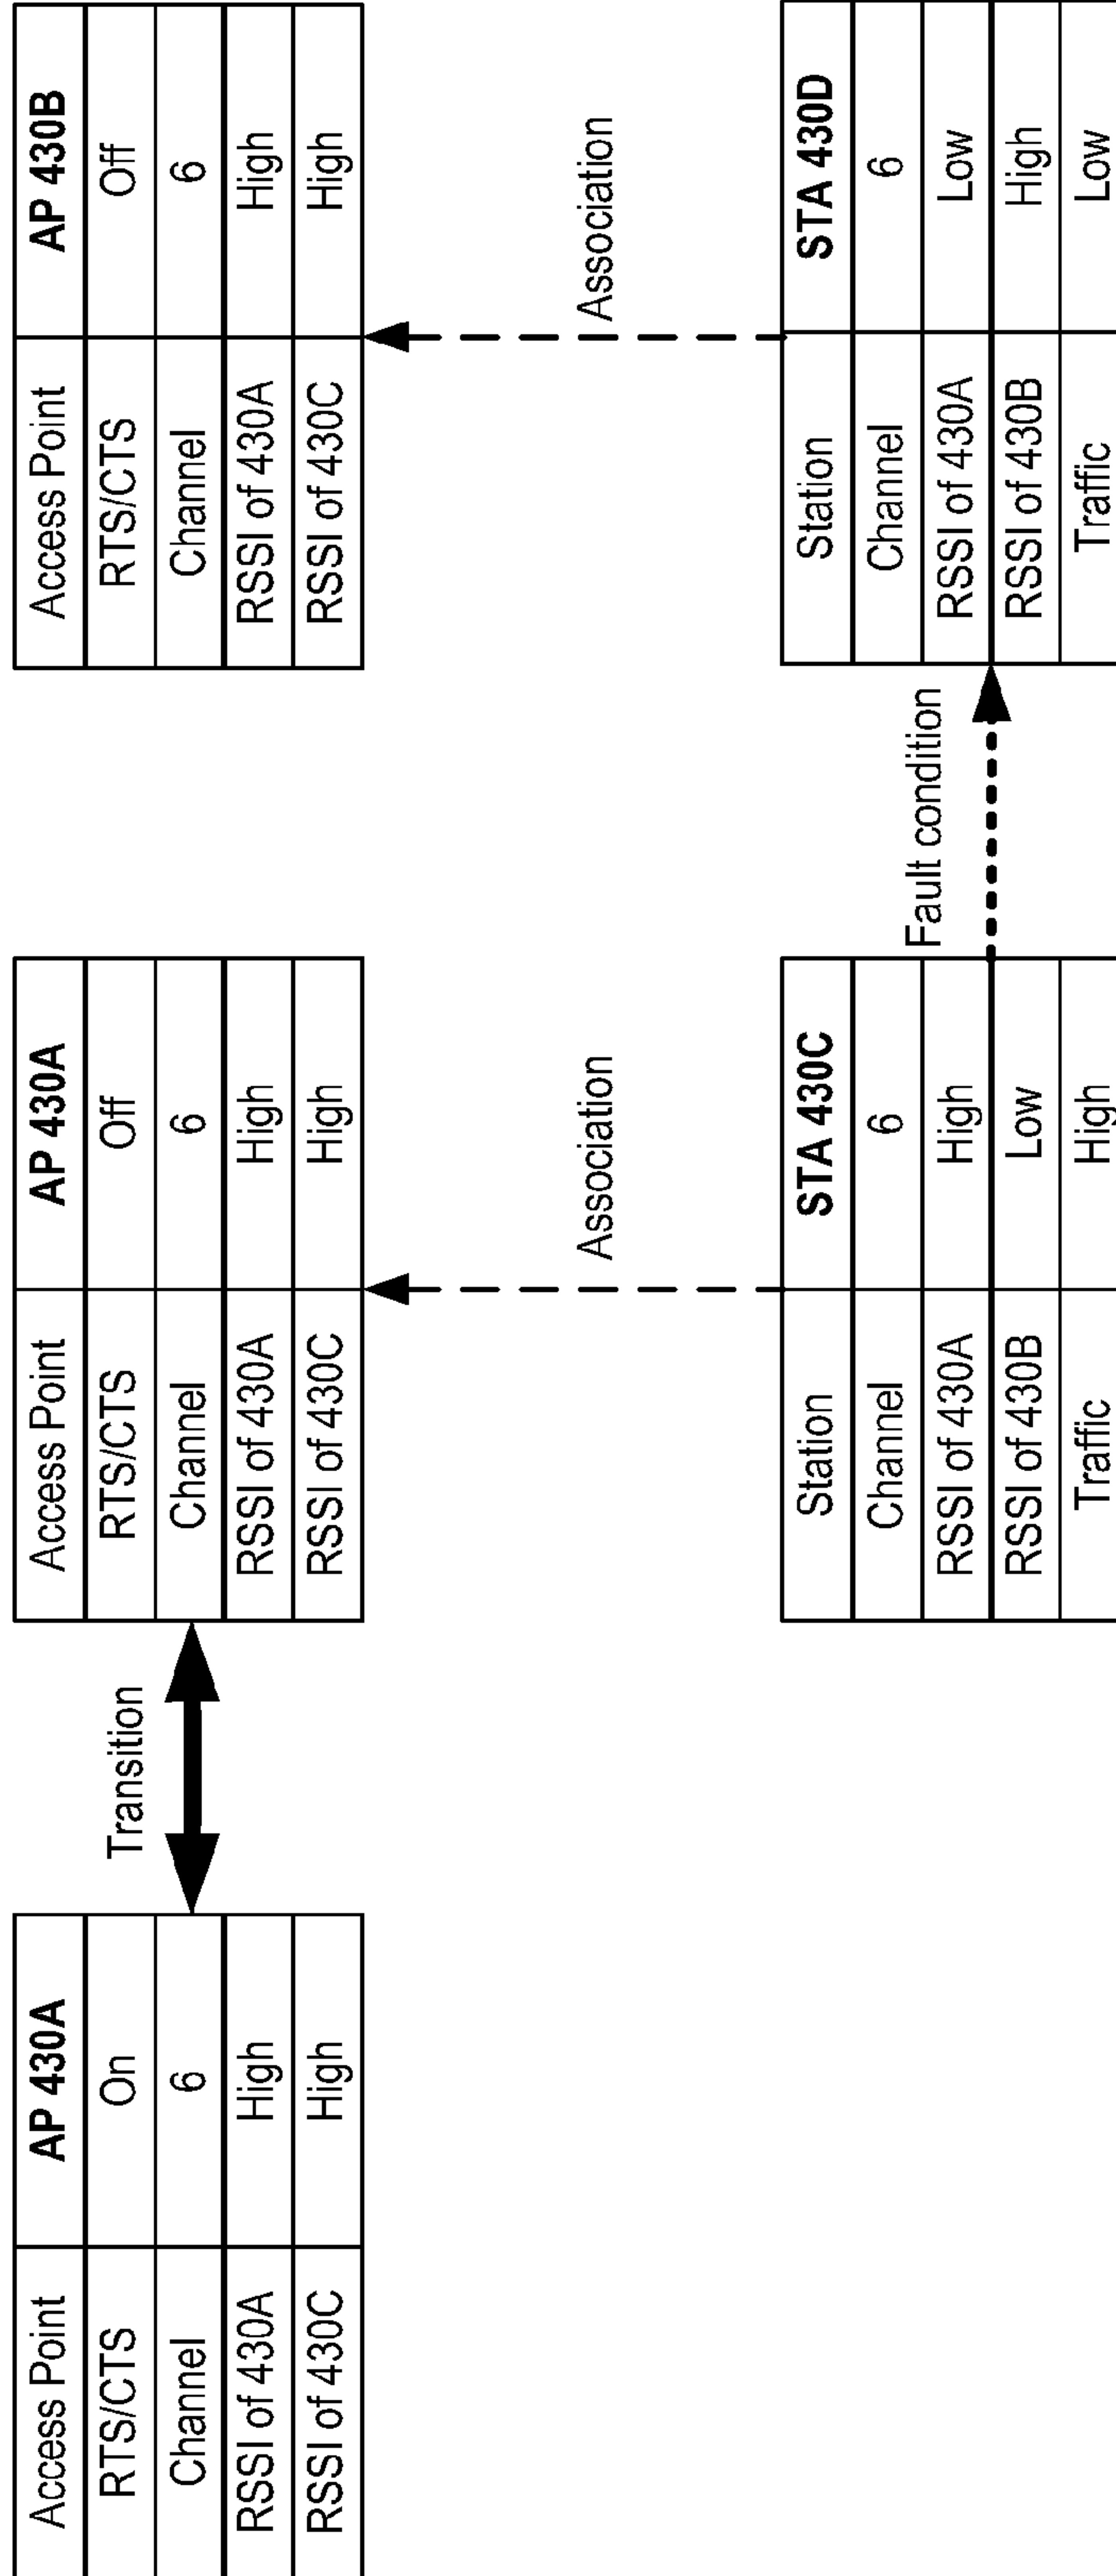 Access Point AP 430A
RTS/CTS On
Channel 6
RSSI of 430A High
RSSI of 430C High
Transition
Access Point AP 430A
RTS/CTS Off
Channel 6
RSSI of 430A High
RSSI of 430C High
Access Point AP 430B
RTS/CTS Off
Channel 6
RSSI of 430A High
RSSI of 430C High
Association
Association
Station STA 430C
Channel 6
RSSI of 430A High
RSSI of 430B Low
Traffic High
Fault condition
Station STA 430D
Channel 6
RSSI of 430A Low
RSSI of 430B High
Traffic Low